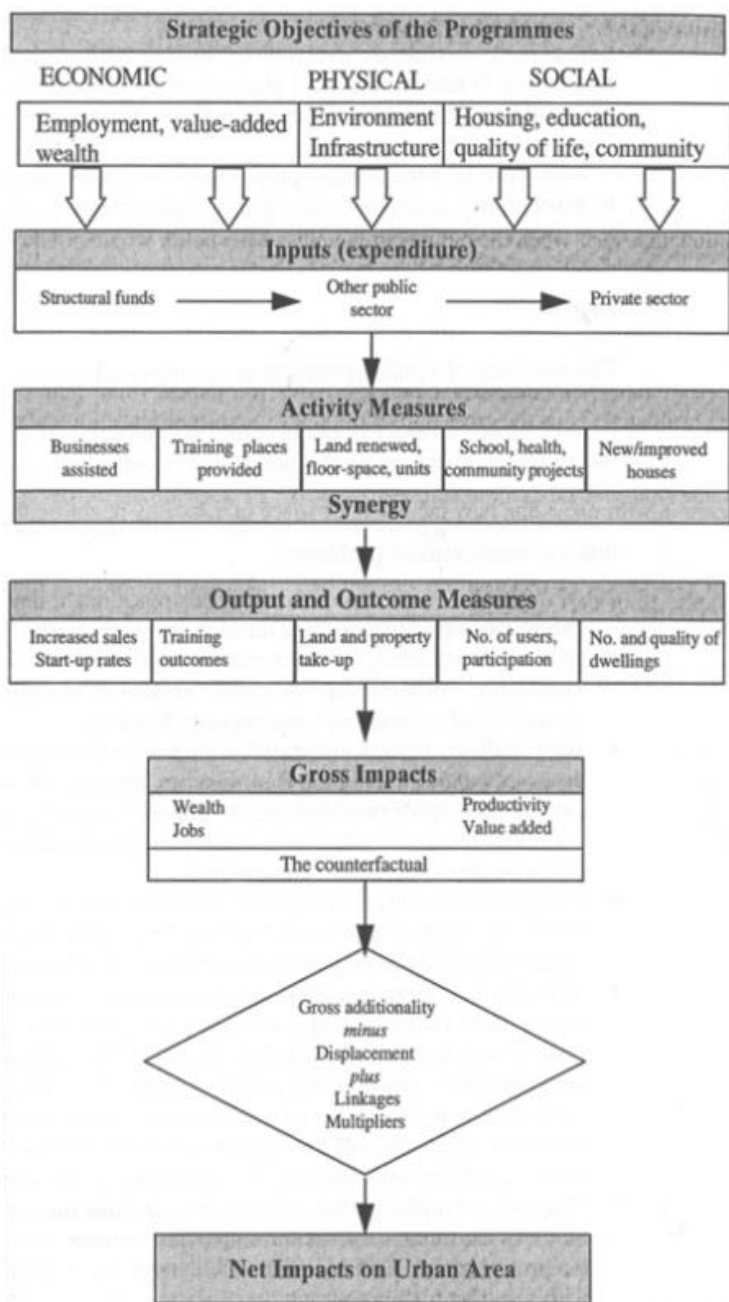 Strategic Objectives of the Programmes
ECONOMIC PHYSICAL SOCIAL
Employment, value-added
wealth
Environment
Infrastructure
Housing, education,
quality of life, community
Inputs (expenditure)
Structural funds
Other public
sector
Private sector
Activity Measures
Businesses
assisted
Training places
provided
Land renewed,
floor-space, units
School, health,
community projects
New/improved
houses
Synergy
Output and Outcome Measures
Increased sales
Start-up rates
Training
outcomes
Land and property
take-up
No. of users,
participation
No. and quality of
dwellings
Gross Impacts
Wealth
Jobs
Productivity
Value added
The counterfactual
Gross additionality
minus
Displacement
plus
Linkages
Multipliers
Net Impacts on Urban Area